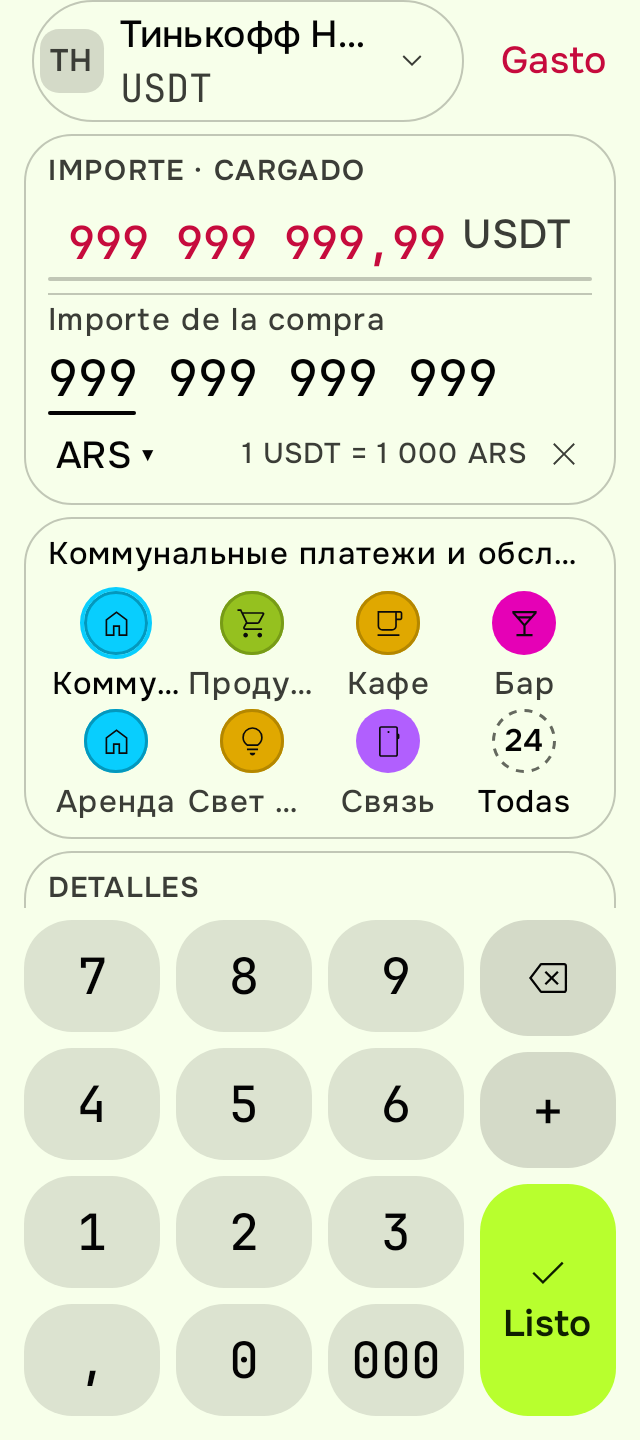 TH Тинькофф Н…
USDT
Gasto
IMPORTE · CARGADO
999 999 999,99 USDT
Importe de la compra
999 999 999 999
ARS ▾ 1 USDT = 1 000 ARS ×
Коммунальные платежи и обсл…
Комму… Проду… Кафе Бар
24
Аренда Свет … Связь Todas
DETALLES
7 8 9
4 5 6 +
1 2 3
Listo
, 0 000